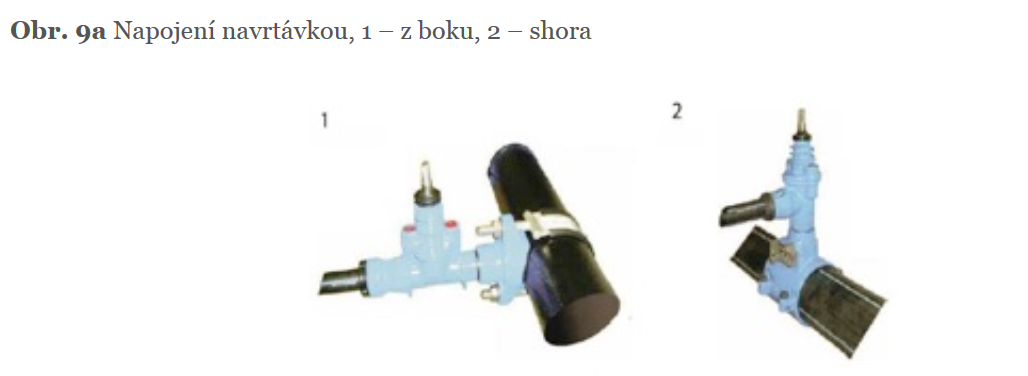 Obr. 9a Napojení navrtávkou, 1 – z boku, 2 – shora
1
2